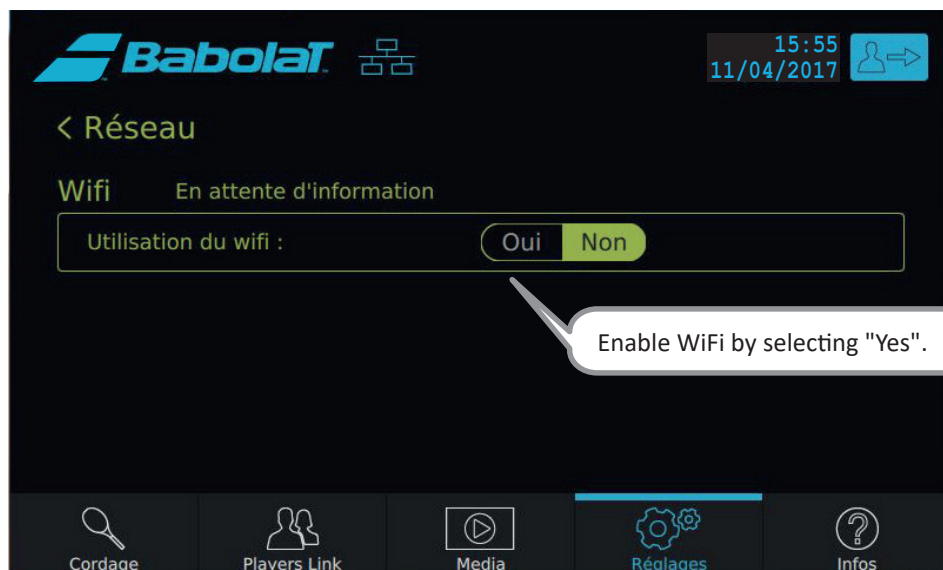 BabolaT
15:55
11/04/2017
< Réseau
Wifi En attente d'information
Utilisation du wifi : Oui Non
Enable WiFi by selecting "Yes".
Cordage Players Link Media Réglages Infos